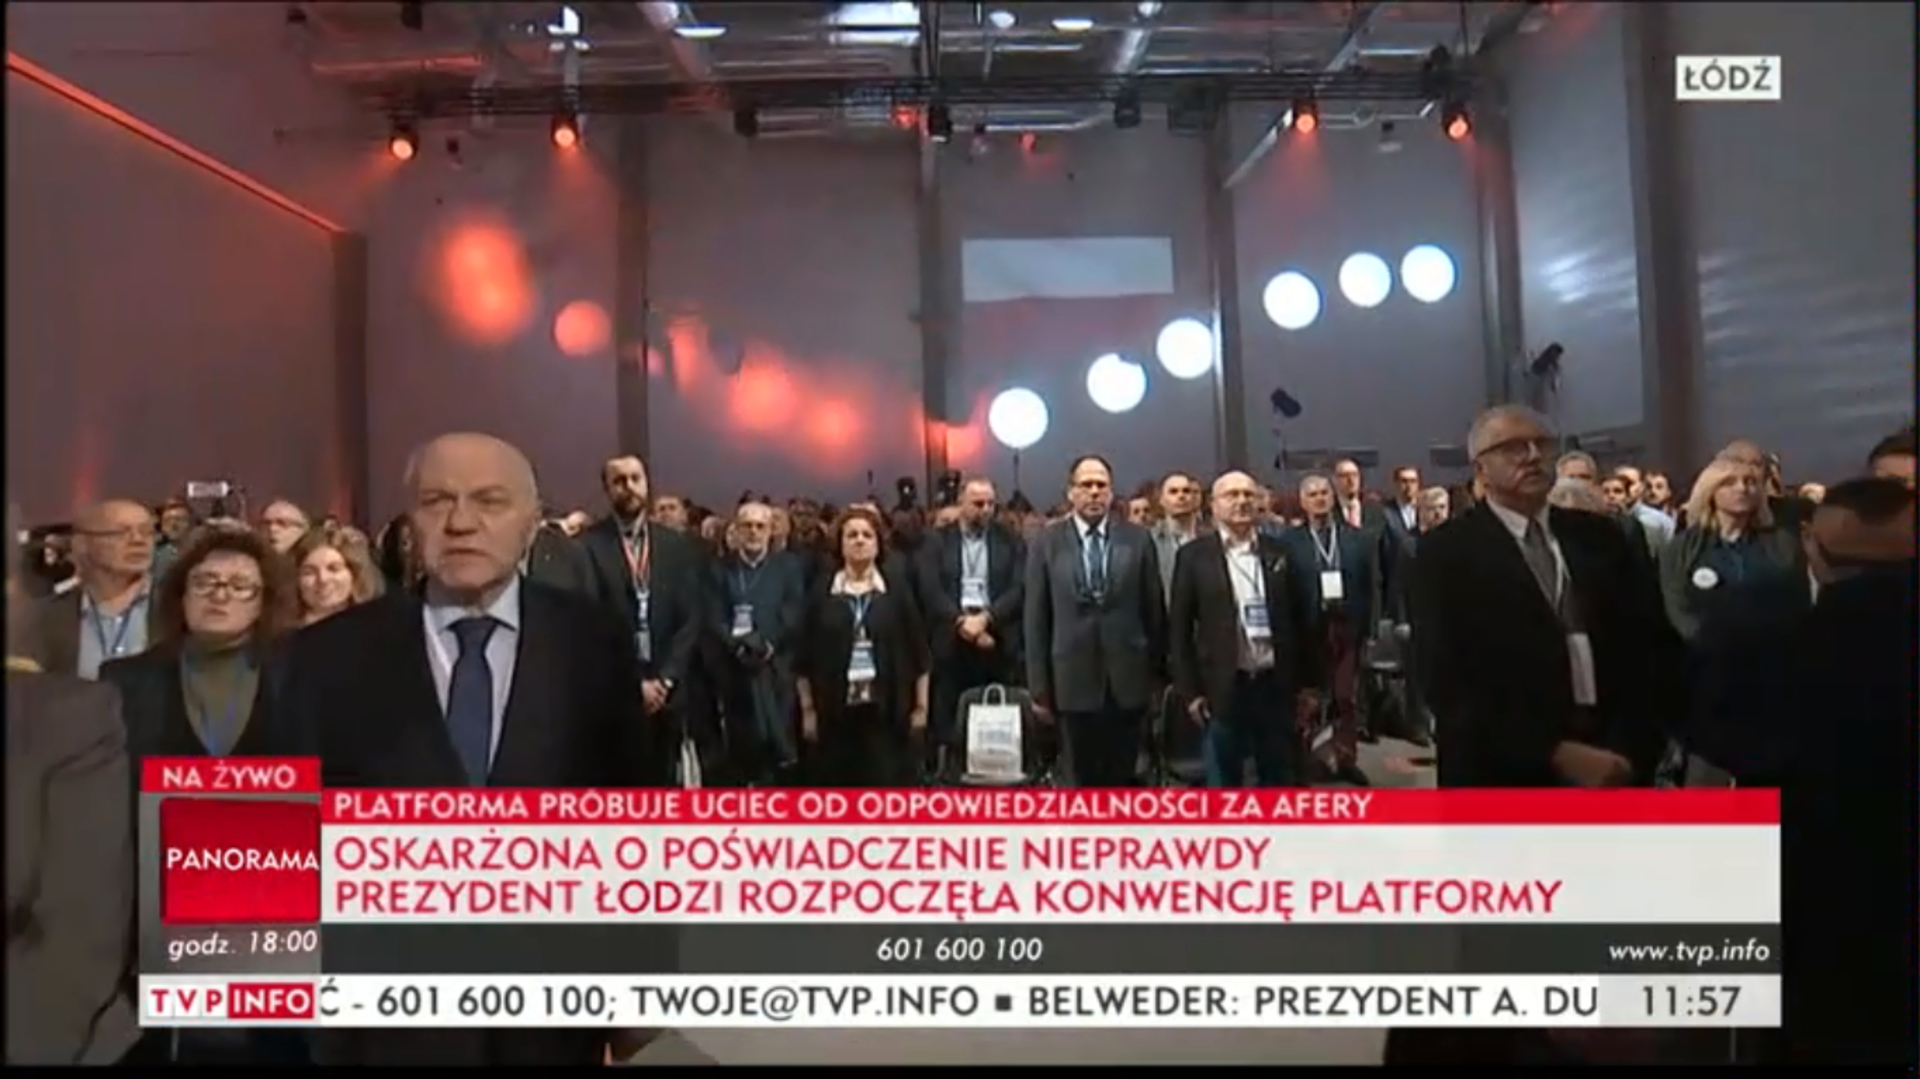 ŁÓDŹ
NA ŻYWO
PLATFORMA PRÓBUJE UCIEC OD ODPOWIEDZIALNOŚCI ZA AFERY
PANORAMA
OSKARŻONA O POŚWIADCZENIE NIEPRAWDY
PREZYDENT ŁODZI ROZPOCZĘŁA KONWENCJĘ PLATFORMY
godz. 18:00
601 600 100
www.tvp.info
TVP INFO
Ć - 601 600 100; TWOJE@TVP.INFO ▪ BELWEDER: PREZYDENT A. DU
11:57